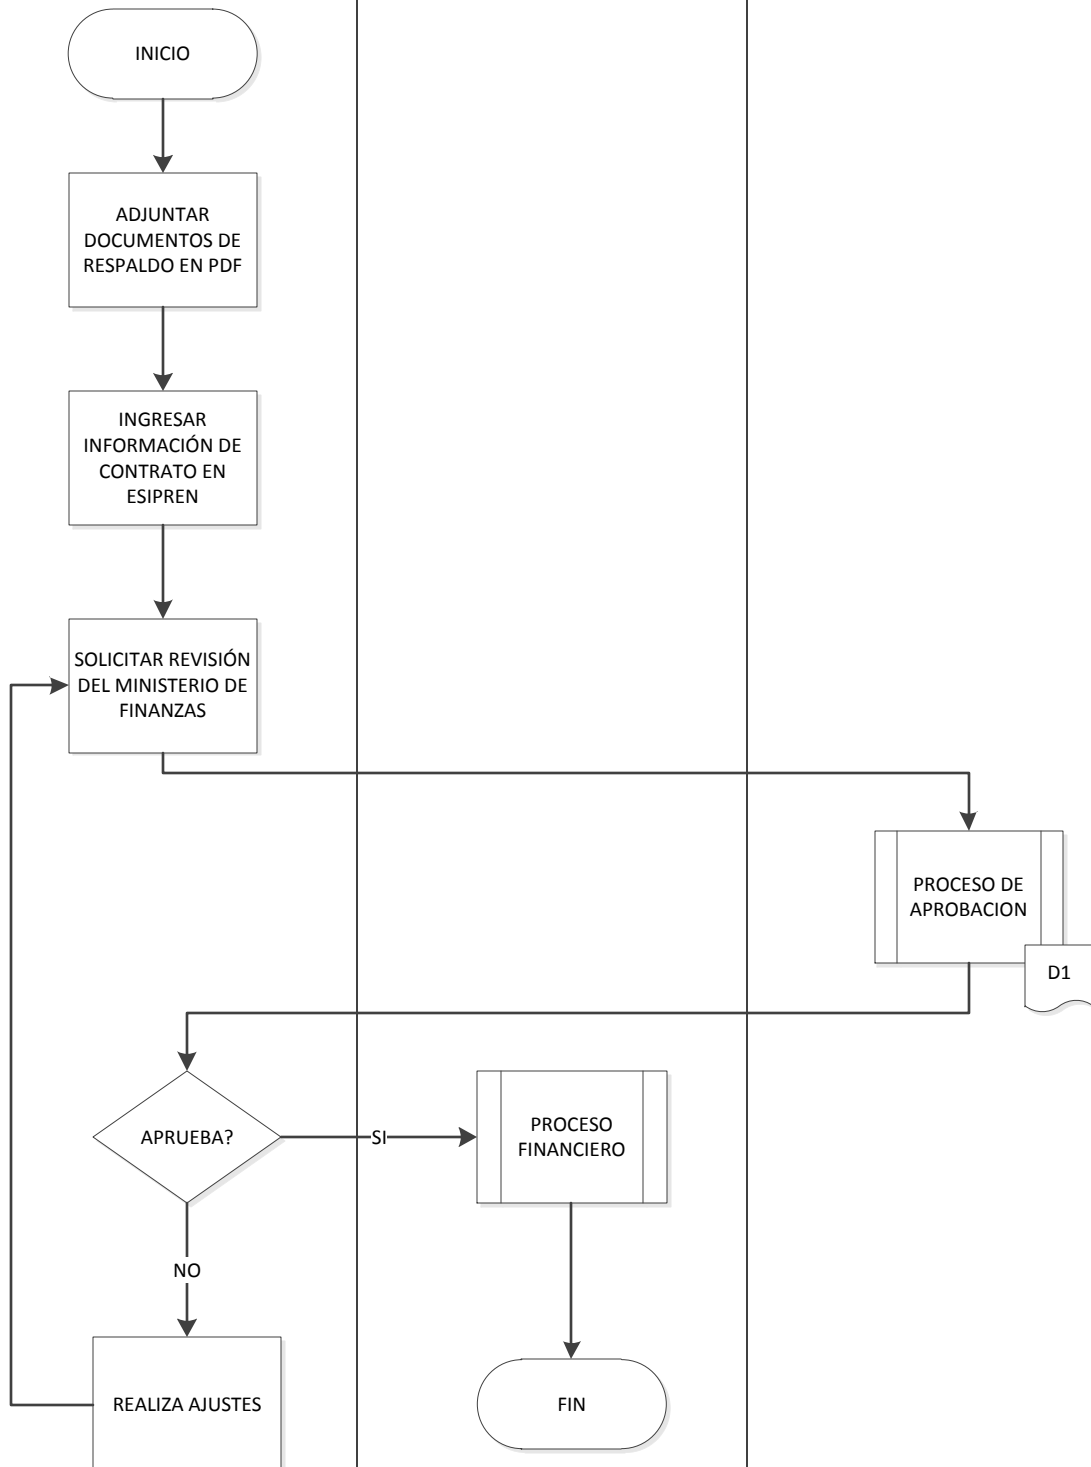 INICIO
ADJUNTAR
DOCUMENTOS DE
RESPALDO EN PDF
INGRESAR
INFORMACIÓN DE
CONTRATO EN
ESIPREN
SOLICITAR REVISIÓN
DEL MINISTERIO DE
FINANZAS
PROCESO DE
APROBACION
D1
APRUEBA?
SI
PROCESO
FINANCIERO
NO
REALIZA AJUSTES
FIN